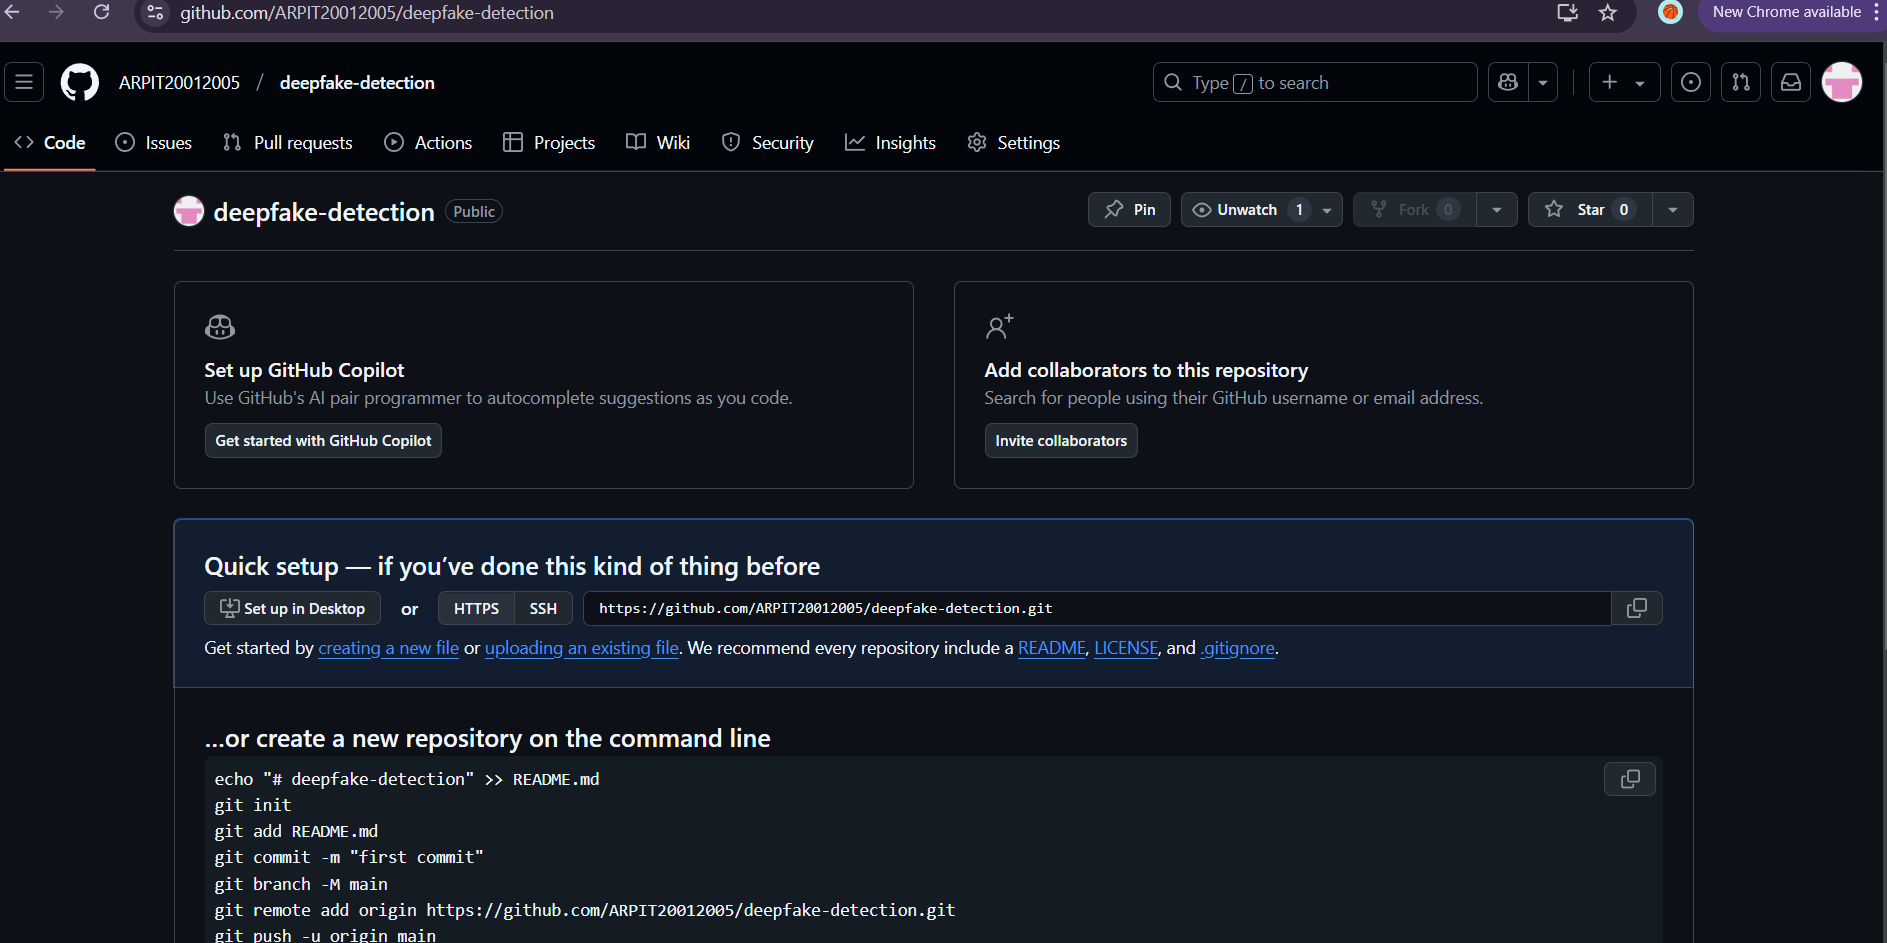 github.com/ARPIT20012005/deepfake-detection
New Chrome available
ARPIT20012005 / deepfake-detection
Type / to search
Code Issues Pull requests Actions Projects Wiki Security Insights Settings
deepfake-detection Public
Pin Unwatch 1 Fork 0 Star 0
Set up GitHub Copilot
Use GitHub's AI pair programmer to autocomplete suggestions as you code.
Get started with GitHub Copilot
Add collaborators to this repository
Search for people using their GitHub username or email address.
Invite collaborators
Quick setup — if you’ve done this kind of thing before
Set up in Desktop or HTTPS SSH https://github.com/ARPIT20012005/deepfake-detection.git
Get started by creating a new file or uploading an existing file. We recommend every repository include a README, LICENSE, and .gitignore.
…or create a new repository on the command line
echo "# deepfake-detection" >> README.md
git init
git add README.md
git commit -m "first commit"
git branch -M main
git remote add origin https://github.com/ARPIT20012005/deepfake-detection.git
git push -u origin main